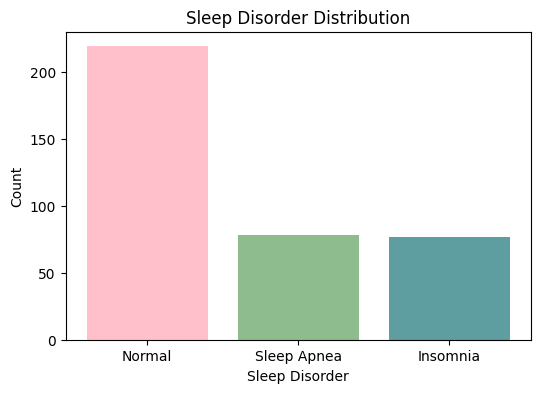 Sleep Disorder Distribution
Count
200
150
100
50
0
Normal Sleep Apnea Insomnia
Sleep Disorder